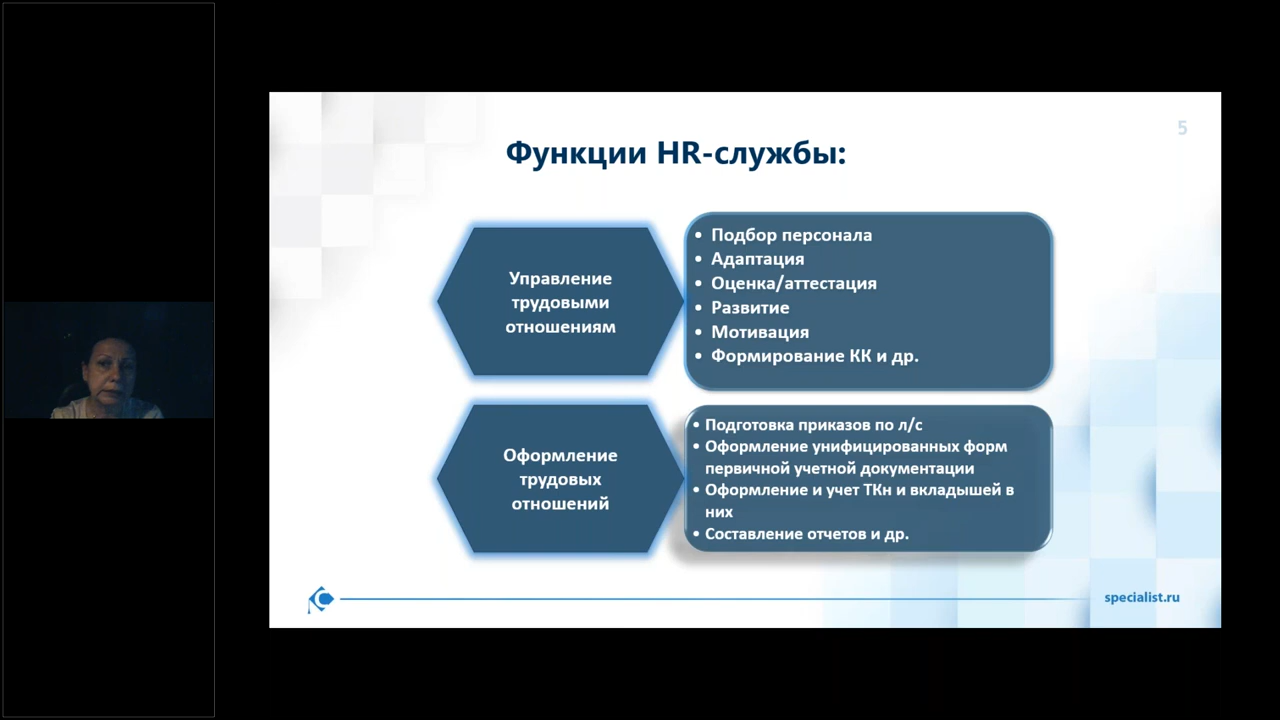 5
Функции HR-службы:
Управление
трудовыми
отношениям
• Подбор персонала
• Адаптация
• Оценка/аттестация
• Развитие
• Мотивация
• Формирование КК и др.
Оформление
трудовых
отношений
• Подготовка приказов по л/с
• Оформление унифицированных форм
первичной учетной документации
• Оформление и учет ТКн и вкладышей в
них
• Составление отчетов и др.
specialist.ru